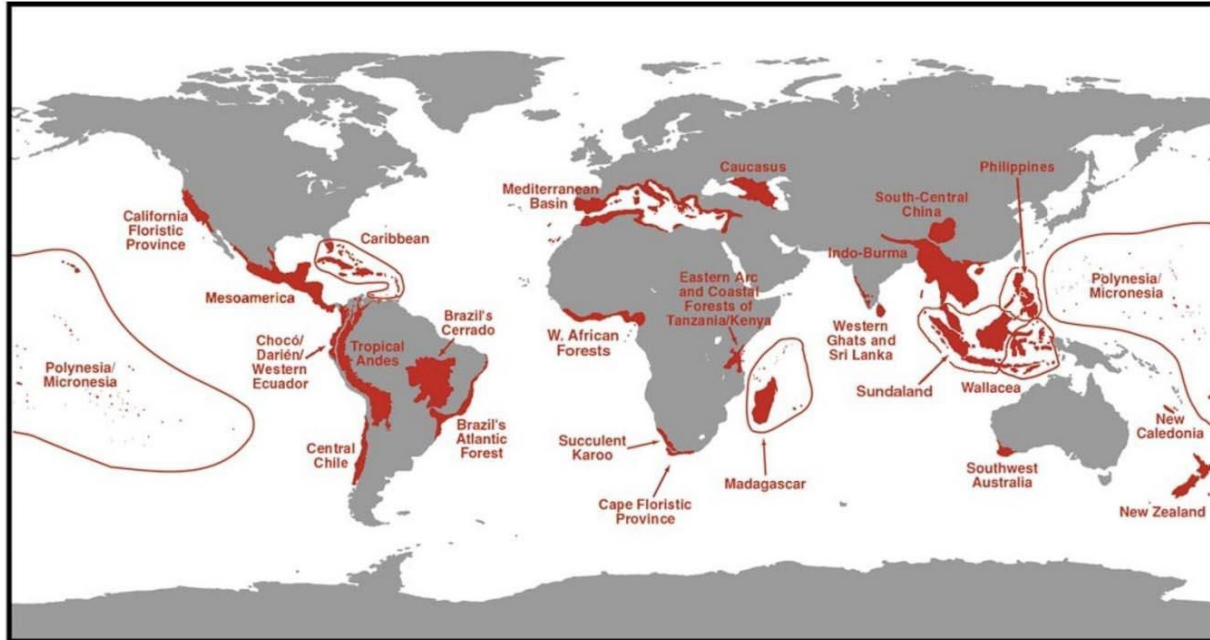 Philippines
Caucasus
Mediterranean
Basin
South-Central
China
California
Floristic
Province
Caribbean
Indo-Burma
Eastern Arc
and Coastal
Forests of
Tanzania/Kenya
Polynesia/
Micronesia
Mesoamerica
Brazil's
Cerrado
W. African
Forests
Western
Ghats and
Sri Lanka
Chocó/
Darién/
Western
Ecuador
Tropical
Andes
Polynesia/
Micronesia
Sundaland
Wallacea
Brazil's
Atlantic
Forest
New
Caledonia
Central
Chile
Succulent
Karoo
Madagascar
Southwest
Australia
Cape Floristic
Province
New Zealand